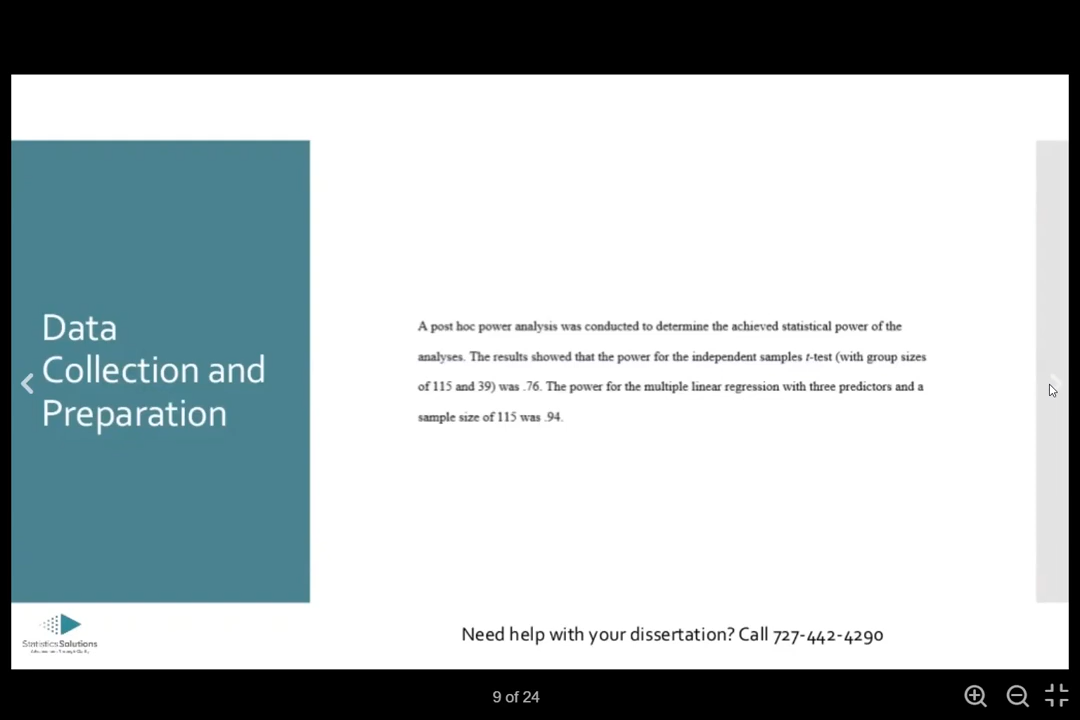 Data
Collection and
Preparation
A post hoc power analysis was conducted to determine the achieved statistical power of the
analyses. The results showed that the power for the independent samples t-test (with group sizes
of 115 and 39) was .76. The power for the multiple linear regression with three predictors and a
sample size of 115 was .94.
StatisticsSolutions
Need help with your dissertation? Call 727-442-4290
9 of 24